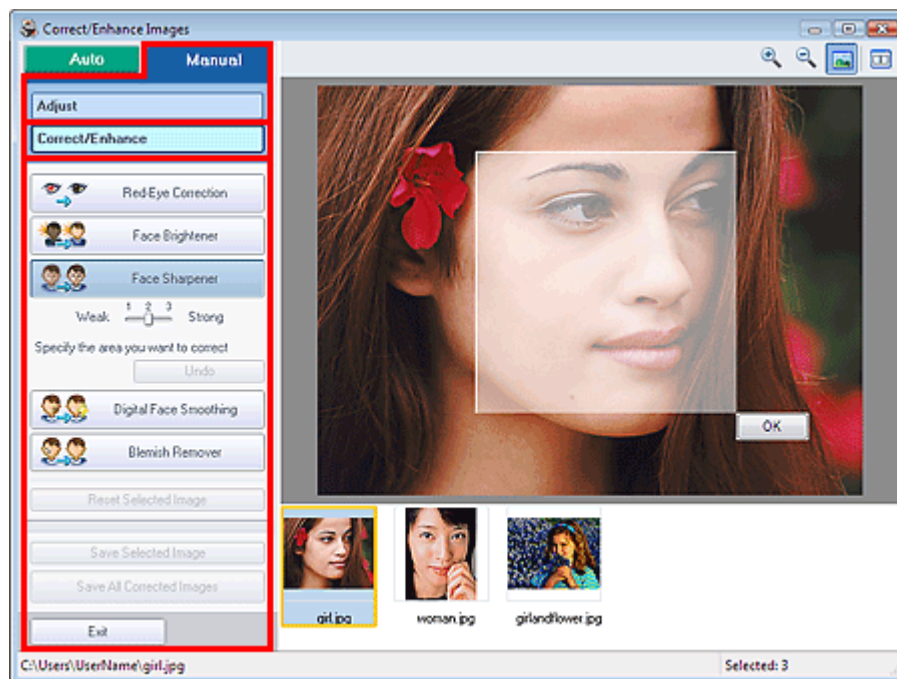 Correct/Enhance Images
Auto Manual
Adjust
Correct/Enhance
Red-Eye Correction
Face Brightener
Face Sharpener
1 2 3
Weak Strong
Specify the area you want to correct
Undo
Digital Face Smoothing
Blemish Remover
Reset Selected Image
Save Selected Image
Save All Corrected Images
Exit
OK
girl.jpg woman.jpg girlandflower.jpg
C:\Users\UserName\girl.jpg Selected: 3